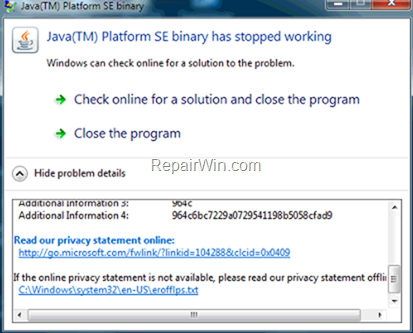 Java(TM) Platform SE binary
Java(TM) Platform SE binary has stopped working
Windows can check online for a solution to the problem.
Check online for a solution and close the program
Close the program
RepairWin.com
Hide problem details
Additional Information 3: 964c
Additional Information 4: 964c6bc7229a0729541198b5058cfad9
Read our privacy statement online:
http://go.microsoft.com/fwlink/?linkid=104288&clcid=0x0409
If the online privacy statement is not available, please read our privacy statement offlin
C:\Windows\system32\en-US\erofflps.txt